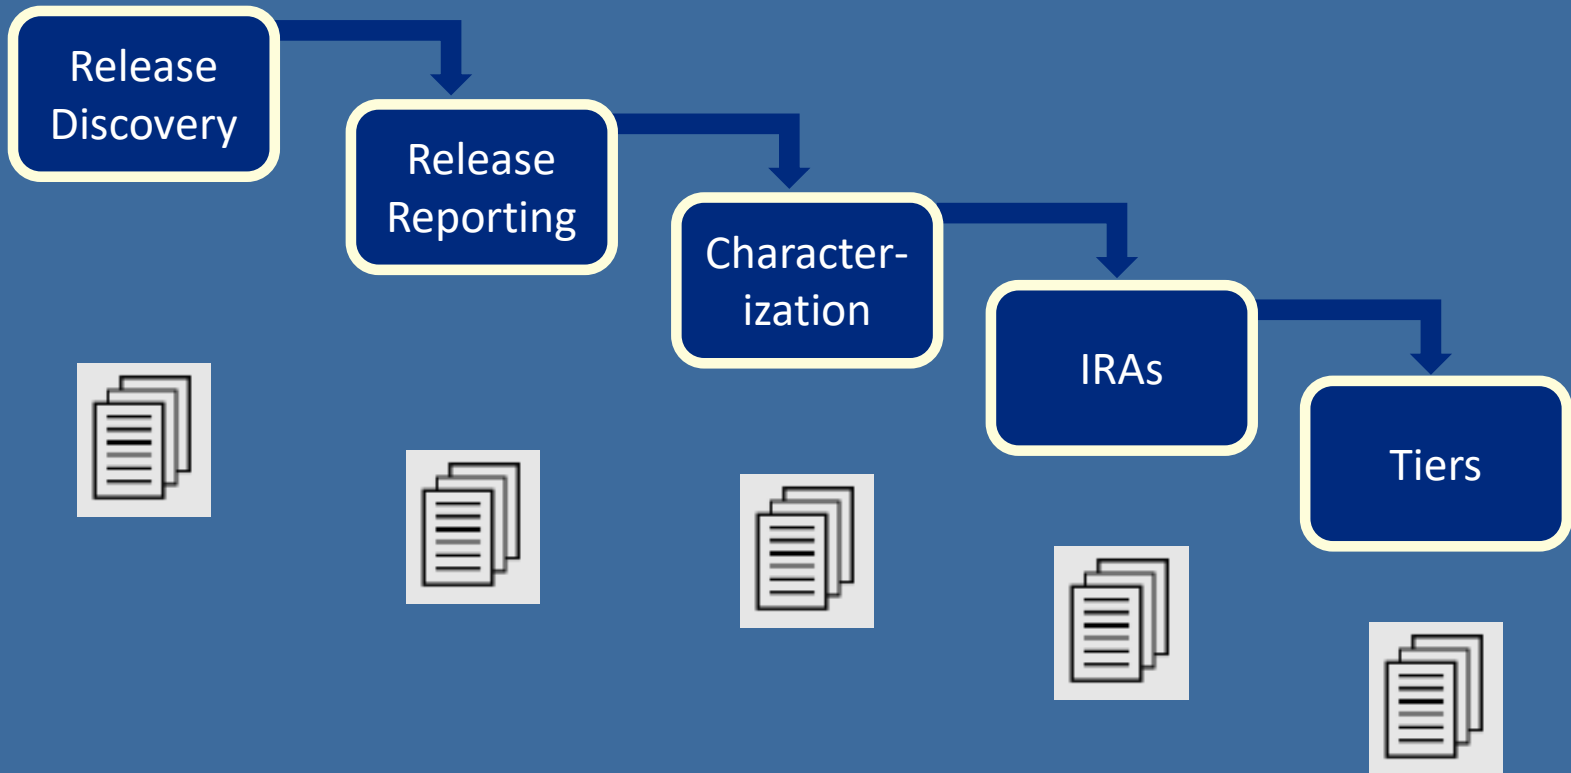 Release
Discovery
Release
Reporting
Character-
ization
IRAs
Tiers